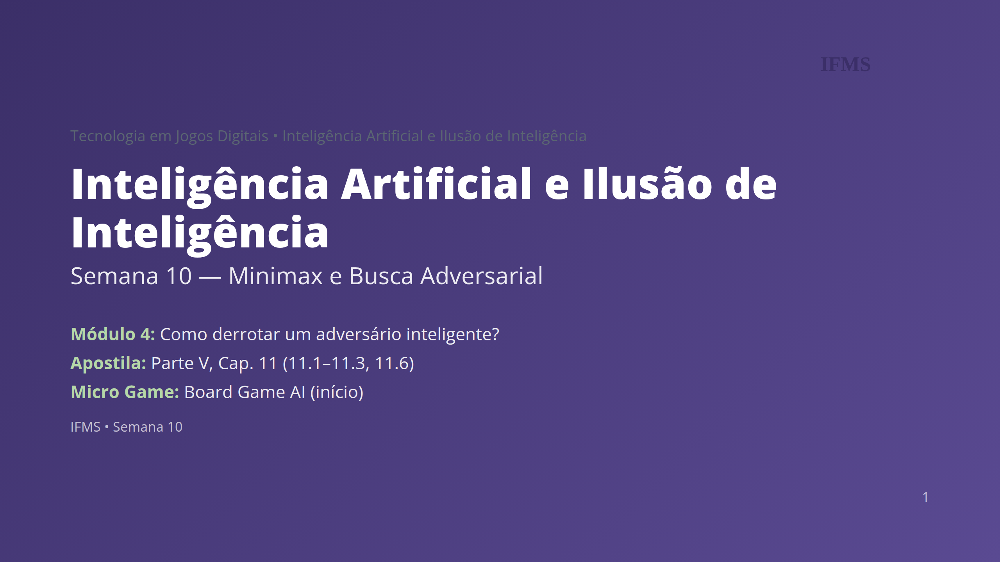 IFMS
Tecnologia em Jogos Digitais • Inteligência Artificial e Ilusão de Inteligência
Inteligência Artificial e Ilusão de
Inteligência
Semana 10 — Minimax e Busca Adversarial
Módulo 4: Como derrotar um adversário inteligente?
Apostila: Parte V, Cap. 11 (11.1–11.3, 11.6)
Micro Game: Board Game AI (início)
IFMS • Semana 10
1